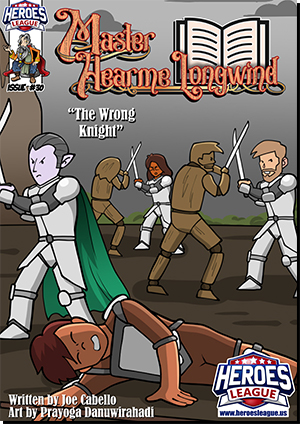 HEROES
LEAGUE
ISSUE #30
Master
Hearme Longwind
“The Wrong
Knight”
Written by Joe Cabello
Art by Prayoga Danuwirahadi
HEROES
LEAGUE
www.heroesleague.us